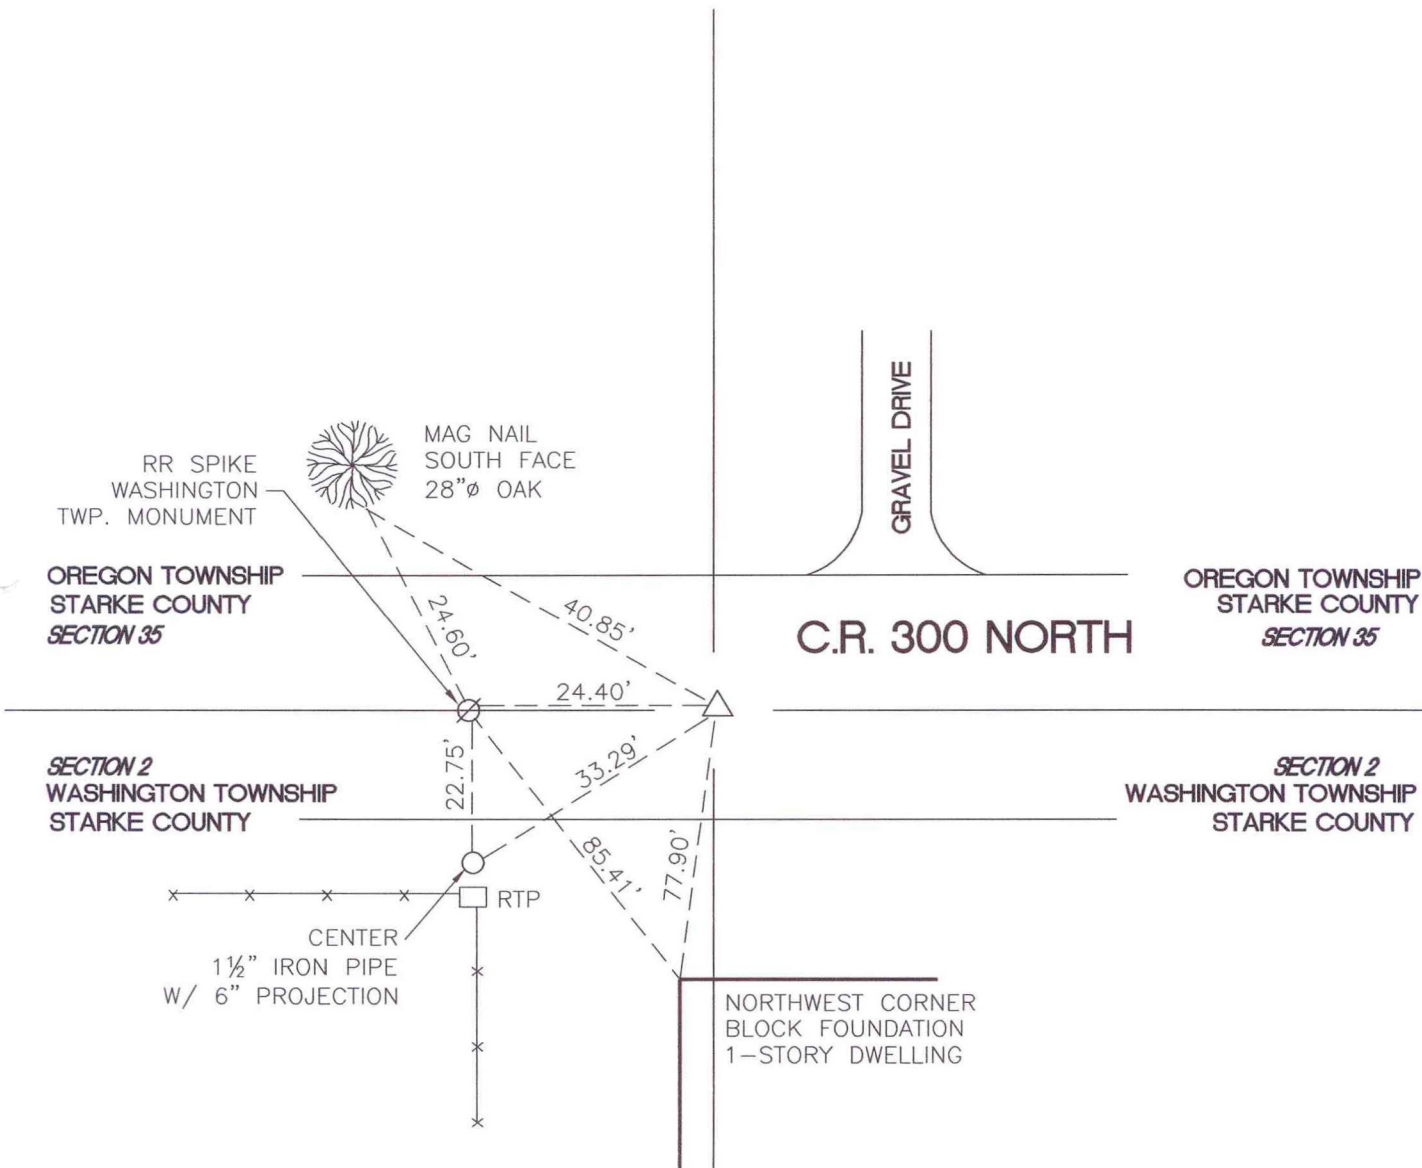 MAG NAIL
SOUTH FACE
28"ø OAK
RR SPIKE
WASHINGTON
TWP. MONUMENT
GRAVEL DRIVE
OREGON TOWNSHIP
STARKE COUNTY
SECTION 35
OREGON TOWNSHIP
STARKE COUNTY
SECTION 35
C.R. 300 NORTH
24.60'
40.85'
24.40'
22.75'
33.29'
85.41'
77.90'
SECTION 2
WASHINGTON TOWNSHIP
STARKE COUNTY
SECTION 2
WASHINGTON TOWNSHIP
STARKE COUNTY
RTP
CENTER
1½" IRON PIPE
W/ 6" PROJECTION
NORTHWEST CORNER
BLOCK FOUNDATION
1-STORY DWELLING